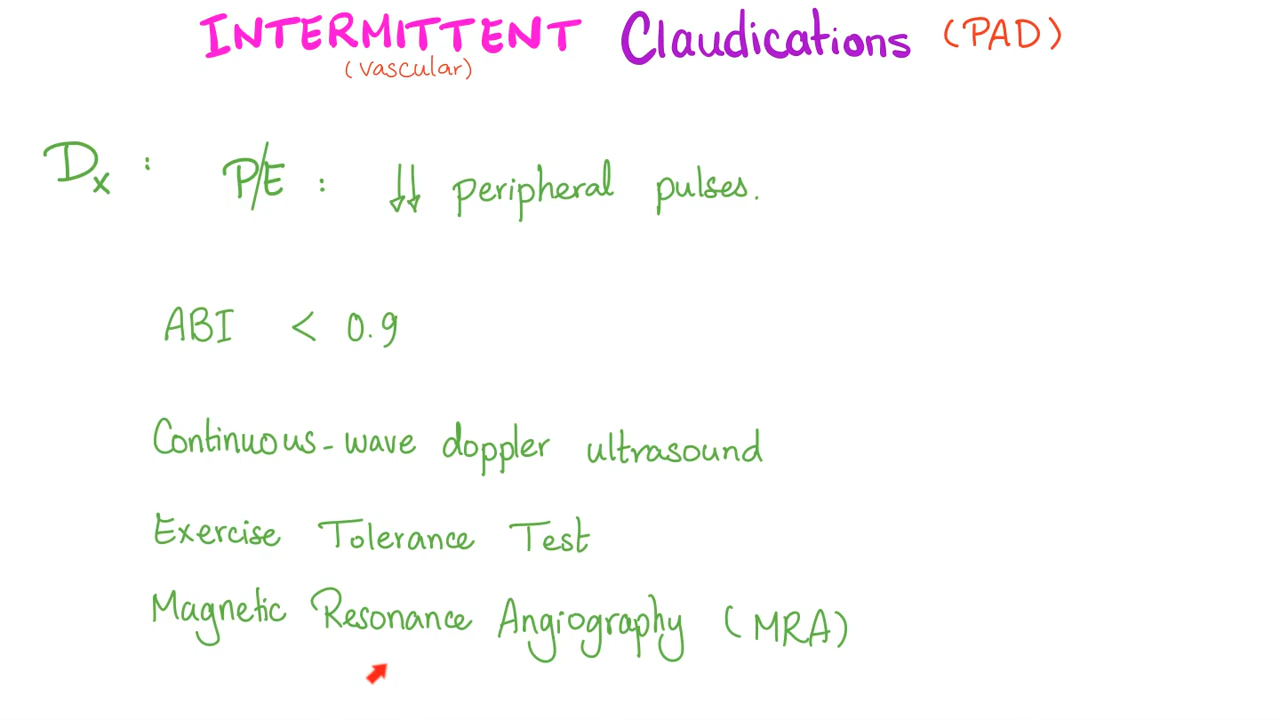 INTERMITTENT Claudications (PAD)
(vascular)
Dx : P/E : ↓↓ peripheral pulses.
ABI < 0.9
Continuous-wave doppler ultrasound
Exercise Tolerance Test
Magnetic Resonance Angiography (MRA)